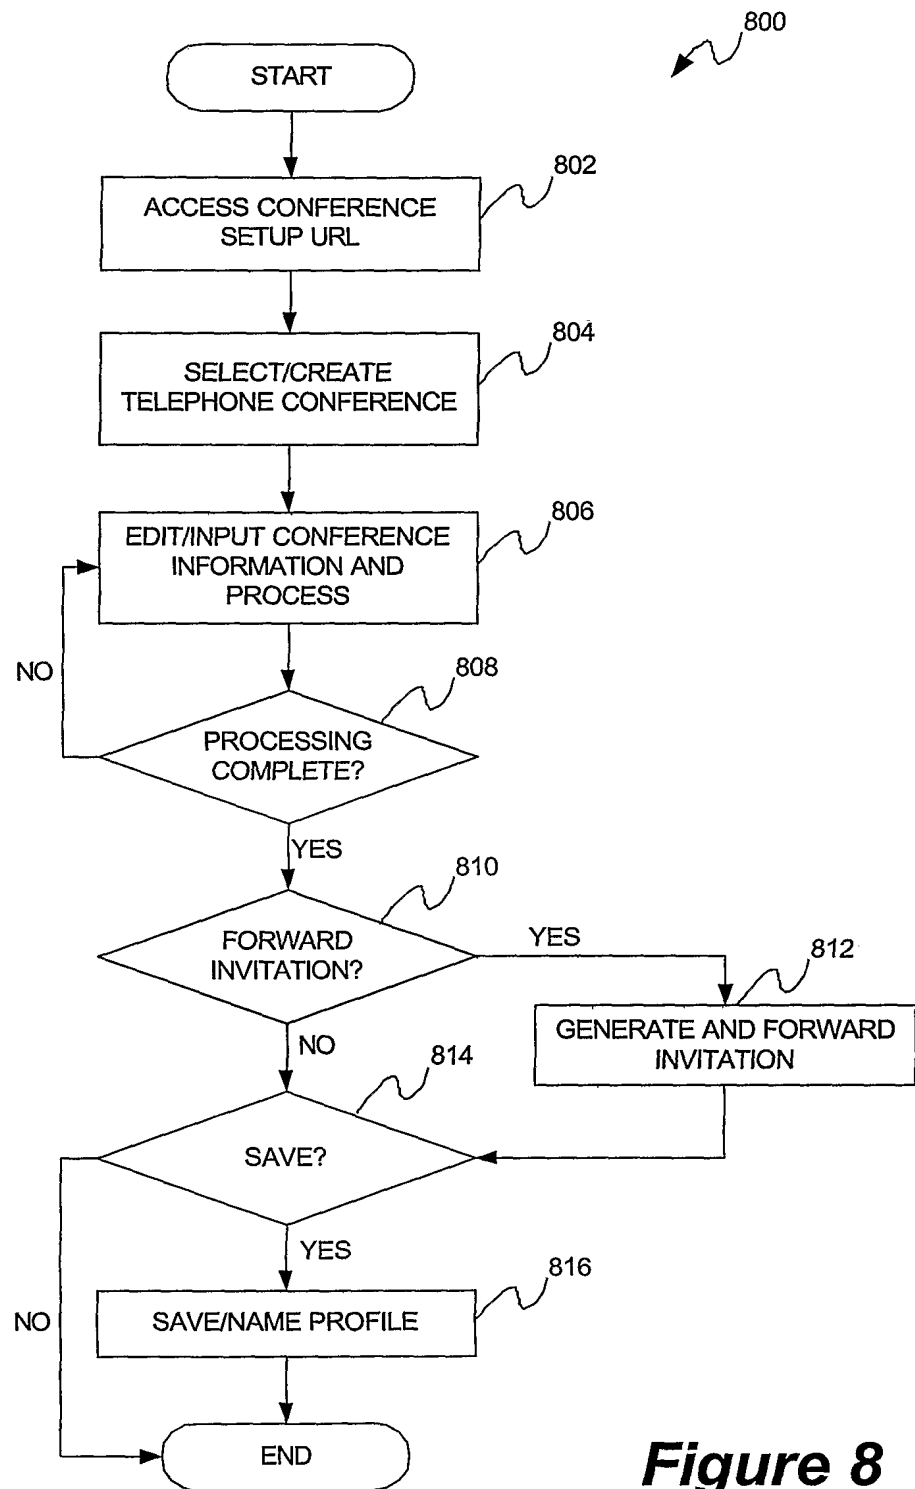 800
START
802
ACCESS CONFERENCE
SETUP URL
804
SELECT/CREATE
TELEPHONE CONFERENCE
806
EDIT/INPUT CONFERENCE
INFORMATION AND
PROCESS
NO
808
PROCESSING
COMPLETE?
YES
810
FORWARD
INVITATION?
YES
812
GENERATE AND FORWARD
INVITATION
NO
814
SAVE?
YES
816
NO
SAVE/NAME PROFILE
END
Figure 8